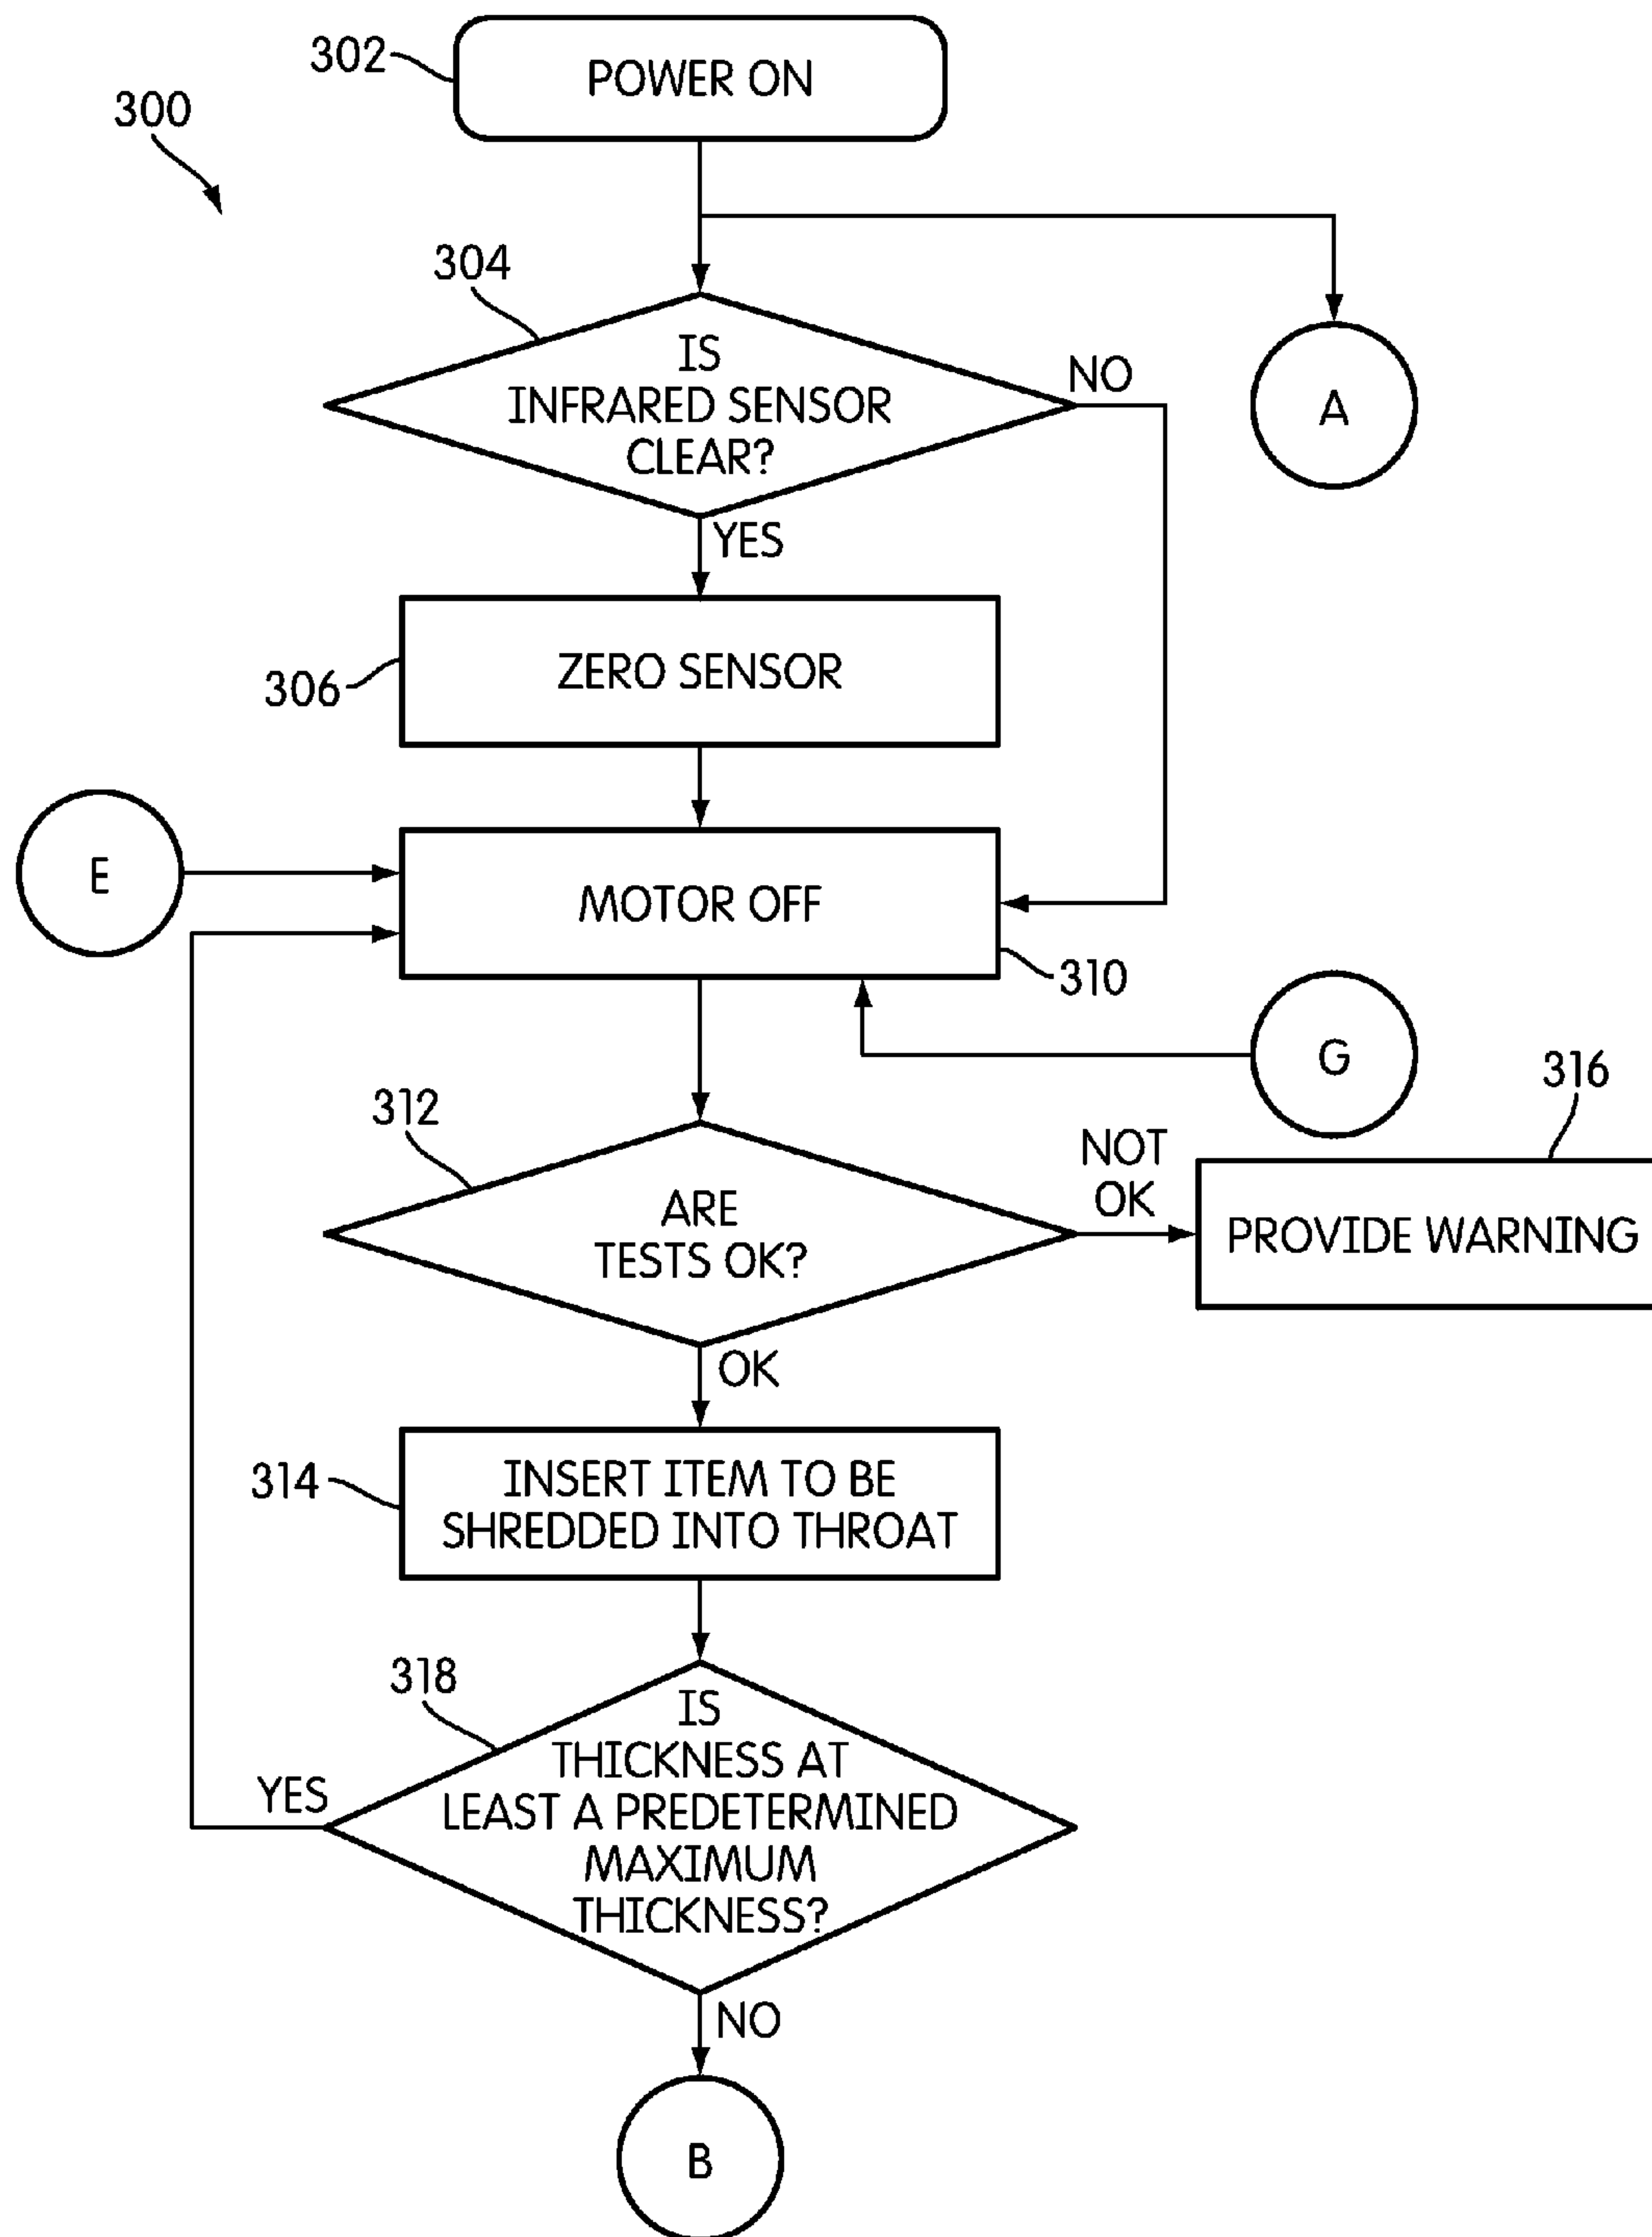 302
POWER ON
300
304
IS
INFRARED SENSOR
CLEAR?
NO
A
YES
306
ZERO SENSOR
E
MOTOR OFF
310
G
316
312
ARE
TESTS OK?
NOT
OK
PROVIDE WARNING
OK
314
INSERT ITEM TO BE
SHREDDED INTO THROAT
318
IS
THICKNESS AT
LEAST A PREDETERMINED
MAXIMUM
THICKNESS?
YES
NO
B